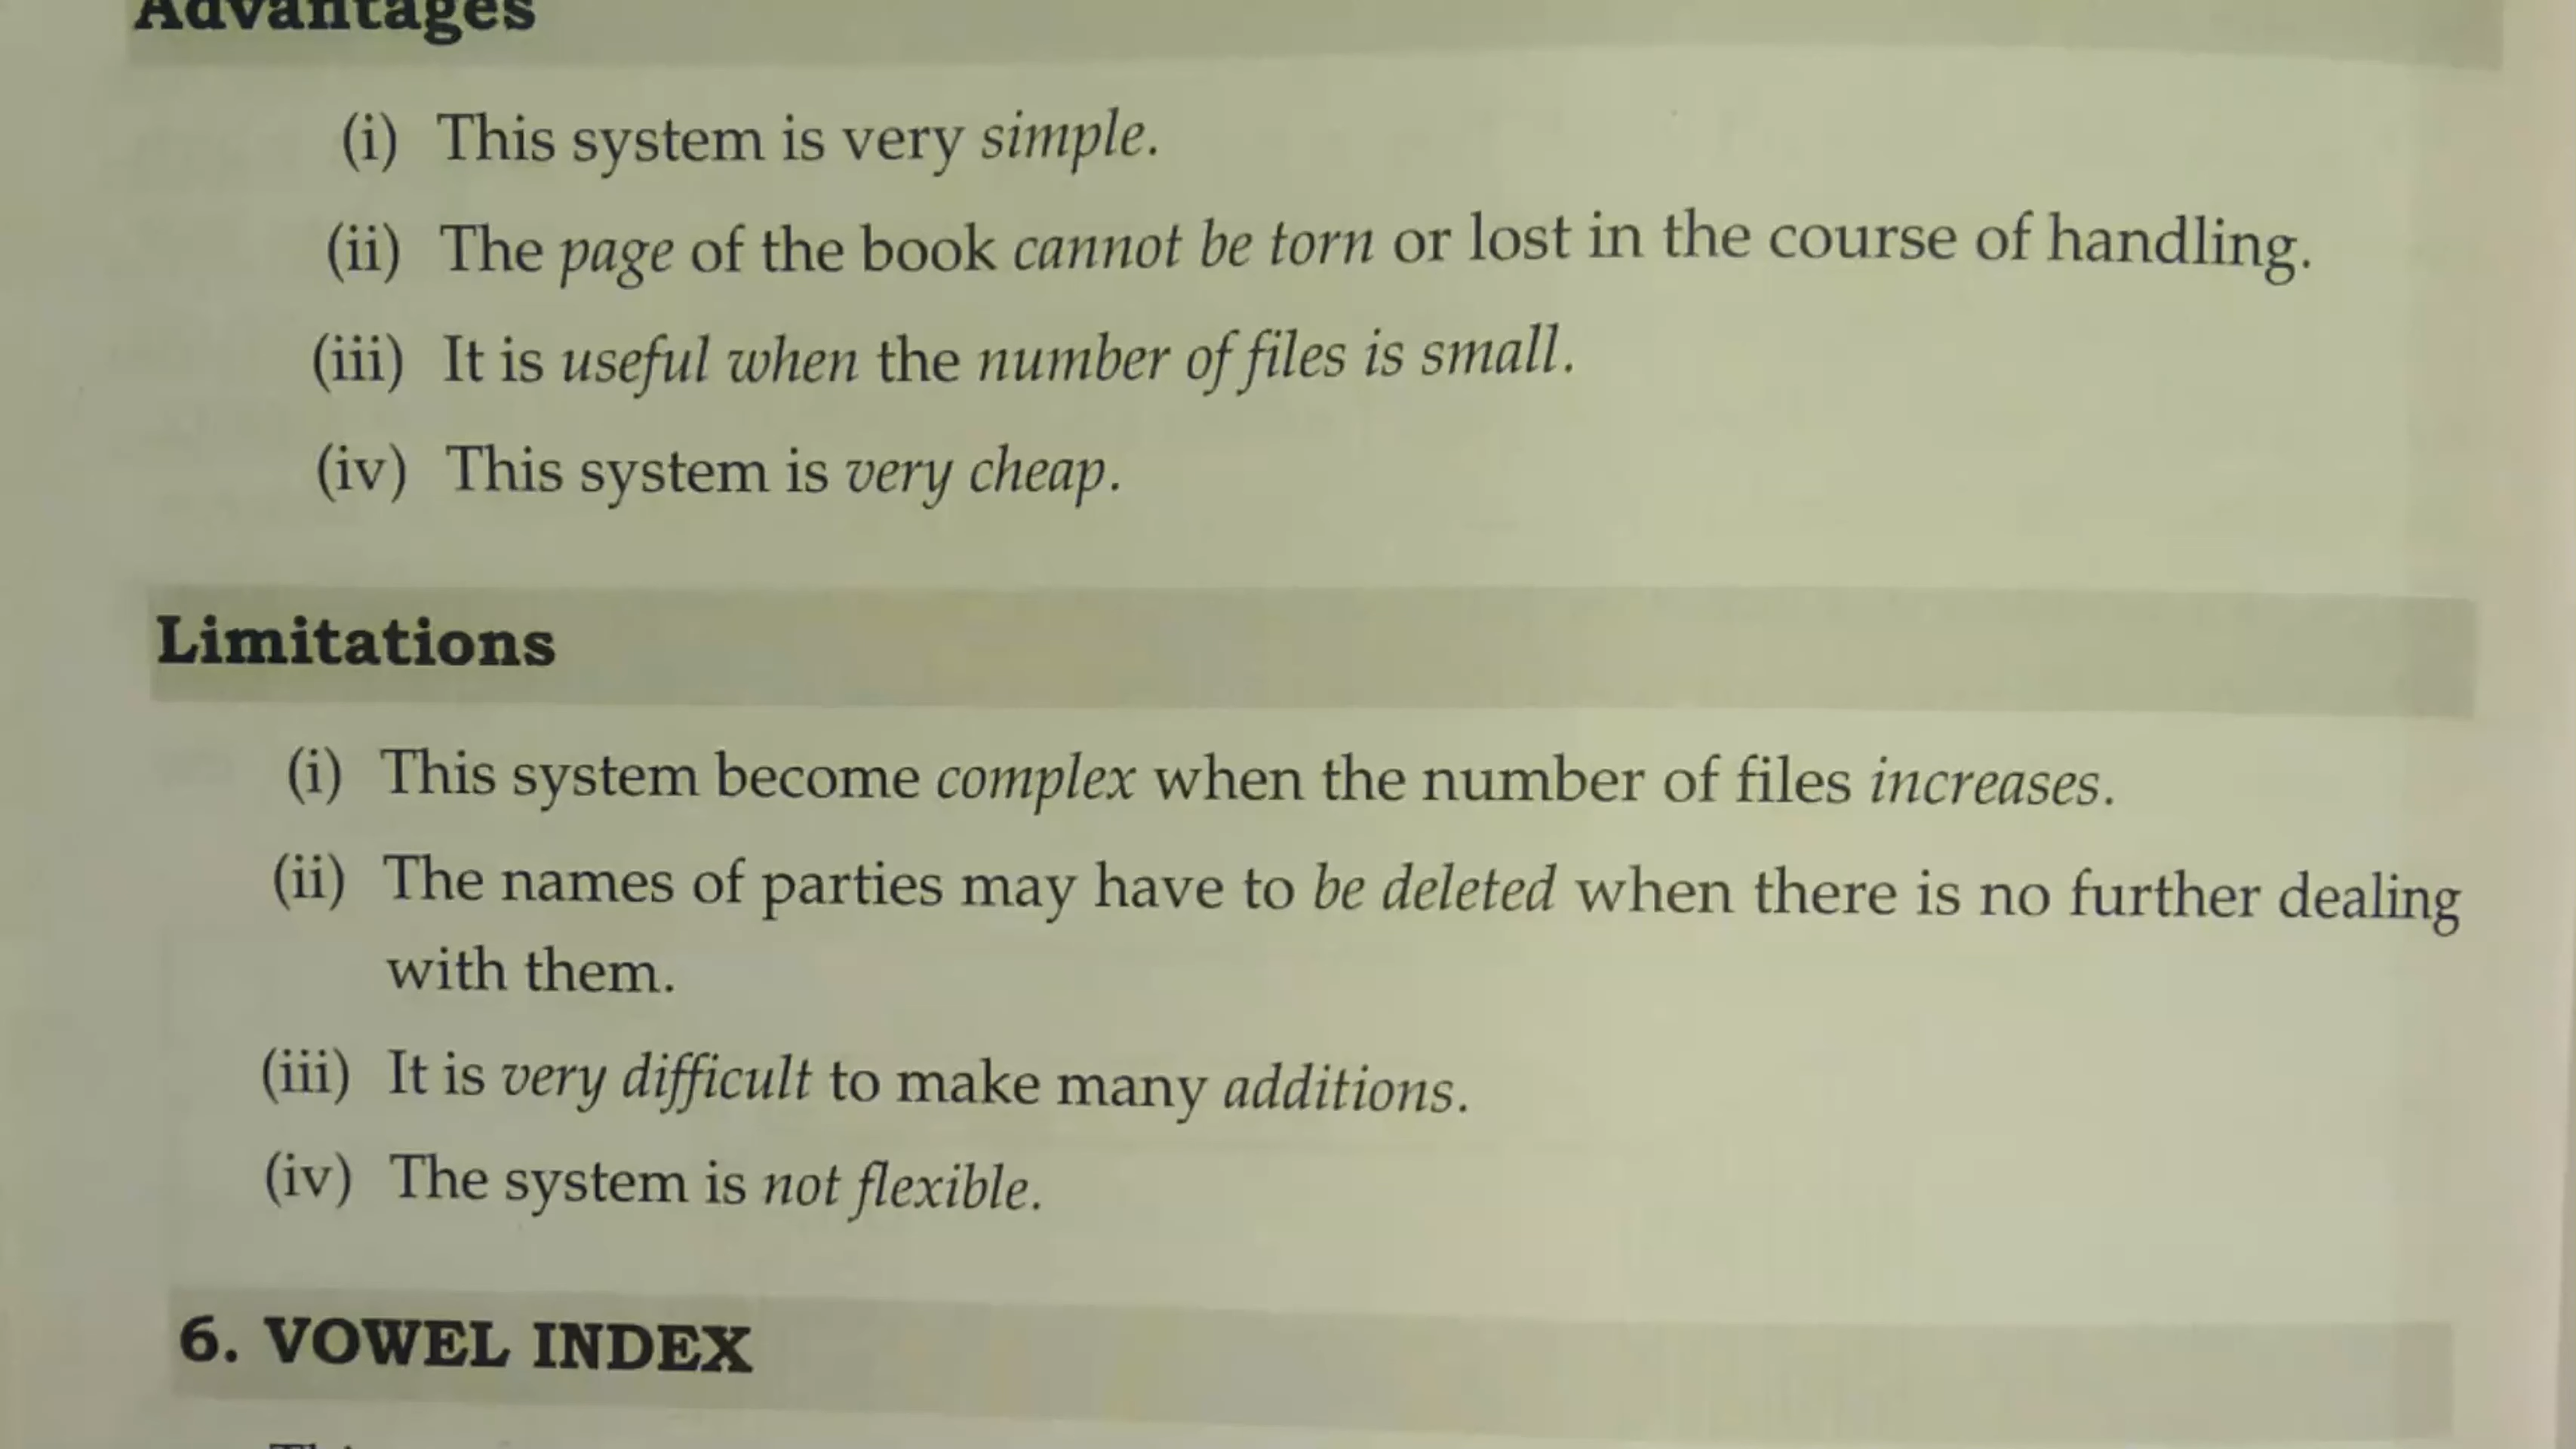 Advantages
(i) This system is very simple.
(ii) The page of the book cannot be torn or lost in the course of handling.
(iii) It is useful when the number of files is small.
(iv) This system is very cheap.
Limitations
(i) This system become complex when the number of files increases.
(ii) The names of parties may have to be deleted when there is no further dealing
with them.
(iii) It is very difficult to make many additions.
(iv) The system is not flexible.
6. VOWEL INDEX